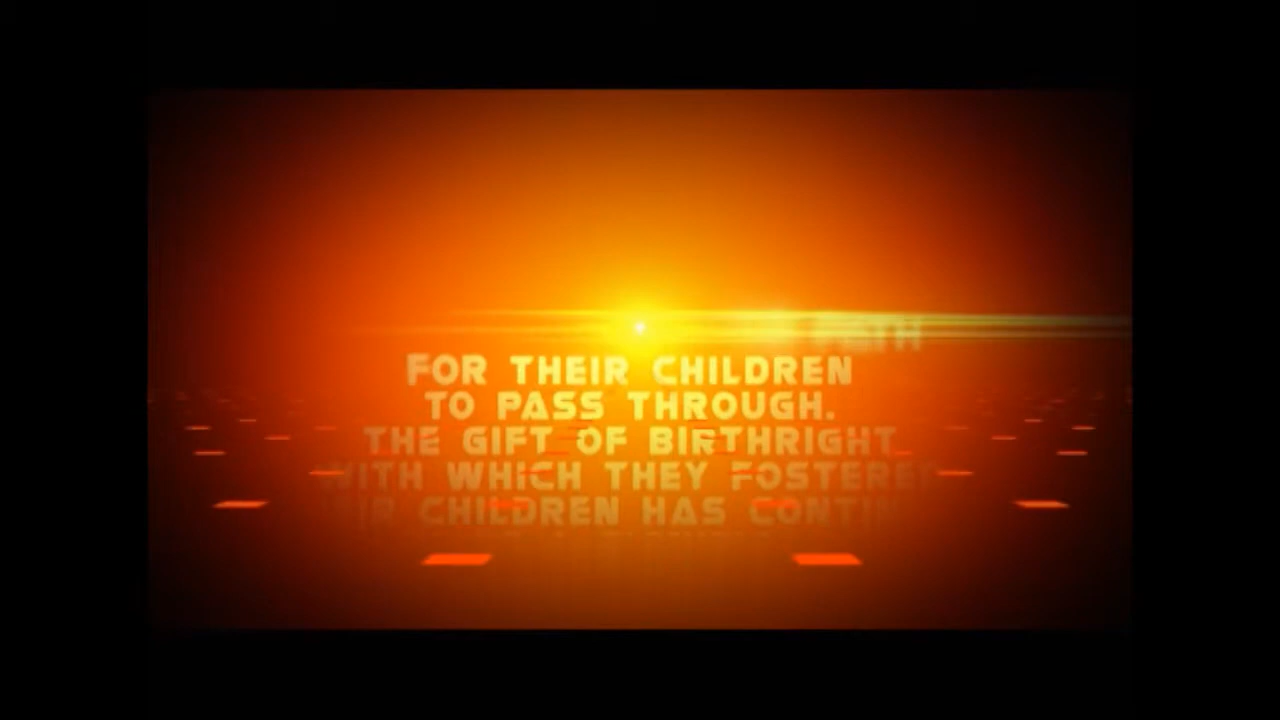 FOR THEIR CHILDREN
TO PASS THROUGH.
THE GIFT OF BIRTHRIGHT
WITH WHICH THEY FOSTERED
CHILDREN HAS